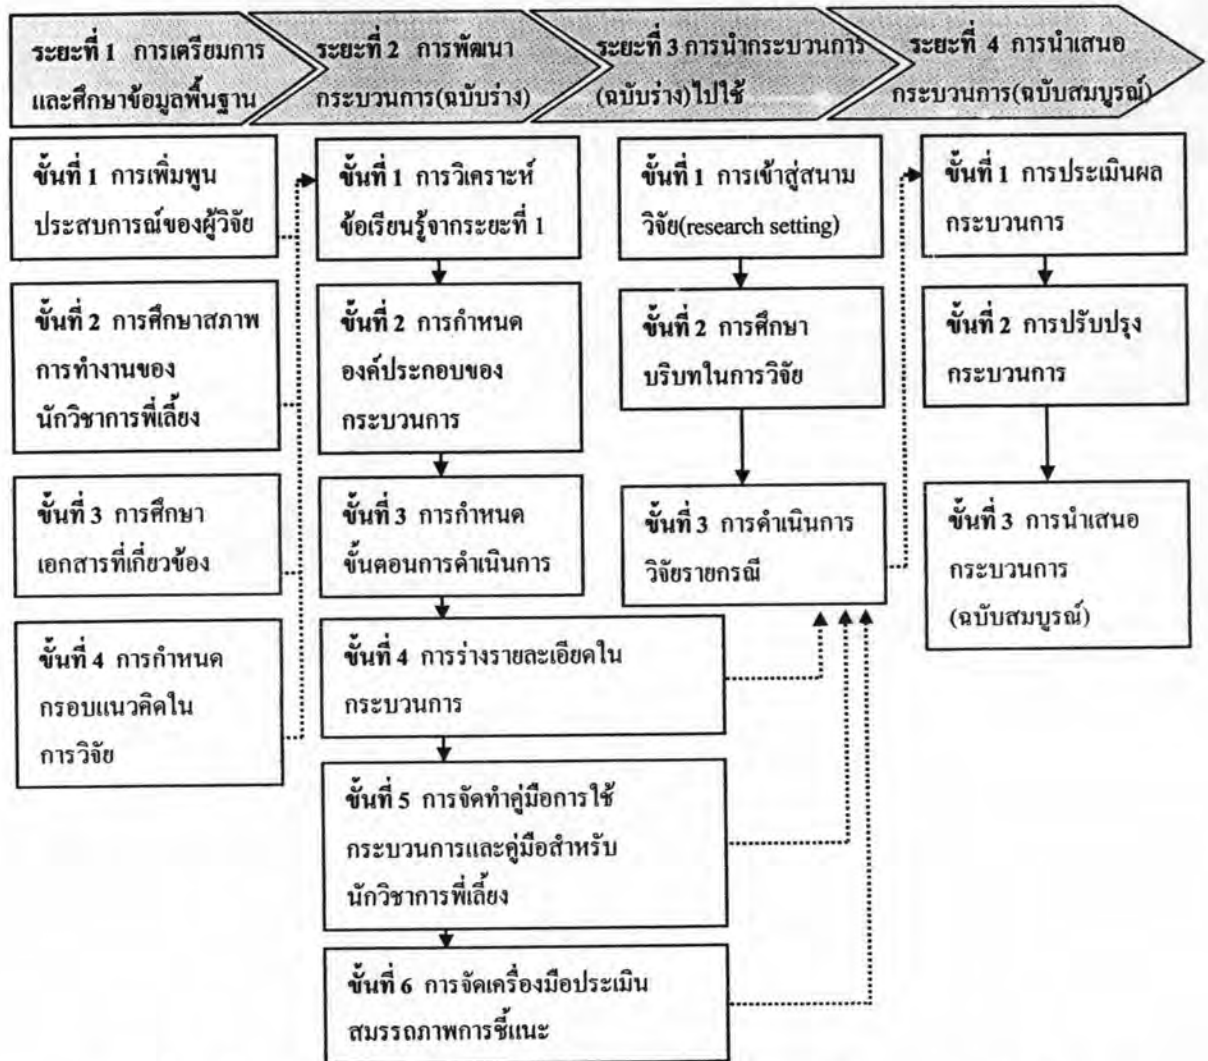 ระยะที่ 1 การเตรียมการ
และศึกษาข้อมูลพื้นฐาน
ระยะที่ 2 การพัฒนา
กระบวนการ(ฉบับร่าง)
ระยะที่ 3 การนำกระบวนการ
(ฉบับร่าง)ไปใช้
ระยะที่ 4 การนำเสนอ
กระบวนการ(ฉบับสมบูรณ์)
ขั้นที่ 1 การเพิ่มพูน
ประสบการณ์ของผู้วิจัย
ขั้นที่ 2 การศึกษาสภาพ
การทำงานของ
นักวิชาการพี่เลี้ยง
ขั้นที่ 3 การศึกษา
เอกสารที่เกี่ยวข้อง
ขั้นที่ 4 การกำหนด
กรอบแนวคิดใน
การวิจัย
ขั้นที่ 1 การวิเคราะห์
ข้อเรียนรู้จากระยะที่ 1
ขั้นที่ 2 การกำหนด
องค์ประกอบของ
กระบวนการ
ขั้นที่ 3 การกำหนด
ขั้นตอนการดำเนินการ
ขั้นที่ 4 การร่างรายละเอียดใน
กระบวนการ
ขั้นที่ 5 การจัดทำคู่มือการใช้
กระบวนการและคู่มือสำหรับ
นักวิชาการพี่เลี้ยง
ขั้นที่ 6 การจัดเครื่องมือประเมิน
สมรรถภาพการชี้แนะ
ขั้นที่ 1 การเข้าสู่สนาม
วิจัย(research setting)
ขั้นที่ 2 การศึกษา
บริบทในการวิจัย
ขั้นที่ 3 การดำเนินการ
วิจัยรายกรณี
ขั้นที่ 1 การประเมินผล
กระบวนการ
ขั้นที่ 2 การปรับปรุง
กระบวนการ
ขั้นที่ 3 การนำเสนอ
กระบวนการ
(ฉบับสมบูรณ์)